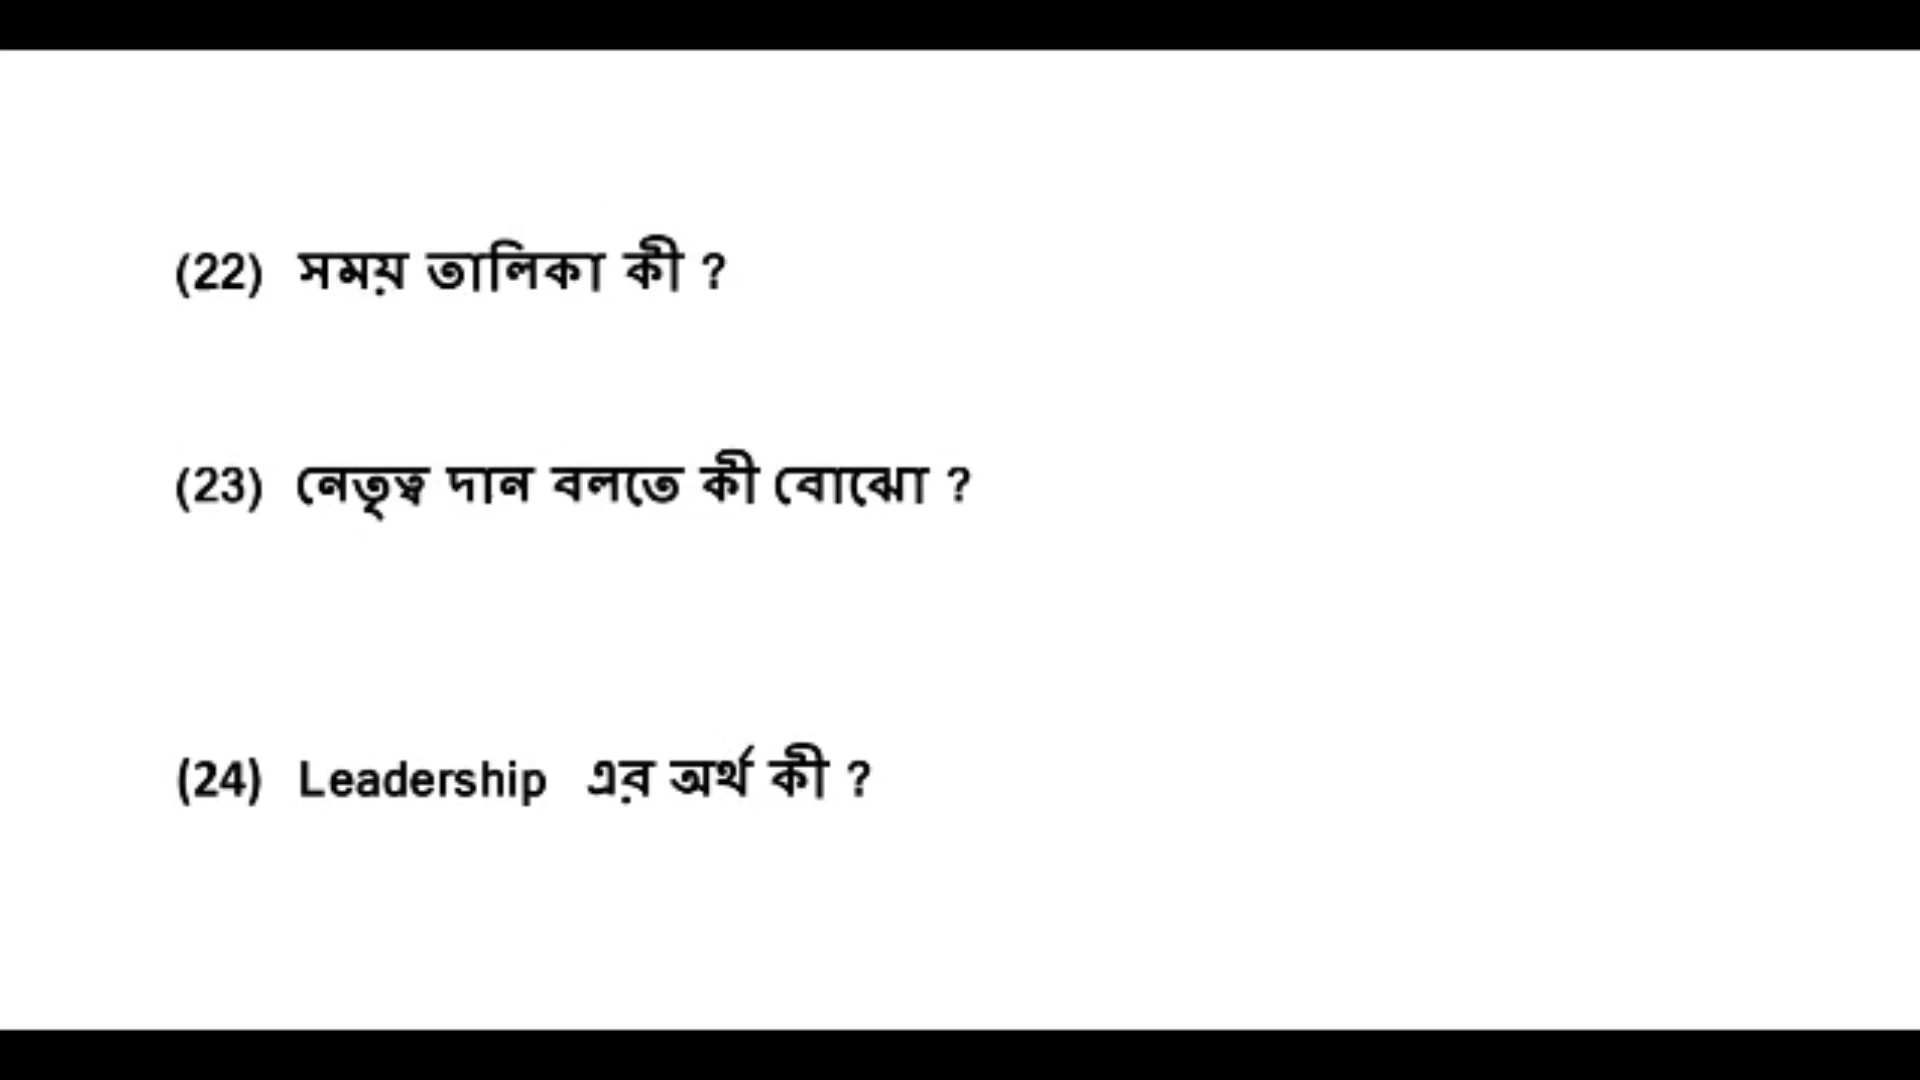 (22) সময় তালিকা কী ?
(23) নেতৃত্ব দান বলতে কী বোঝো ?
(24) Leadership এর অর্থ কী ?